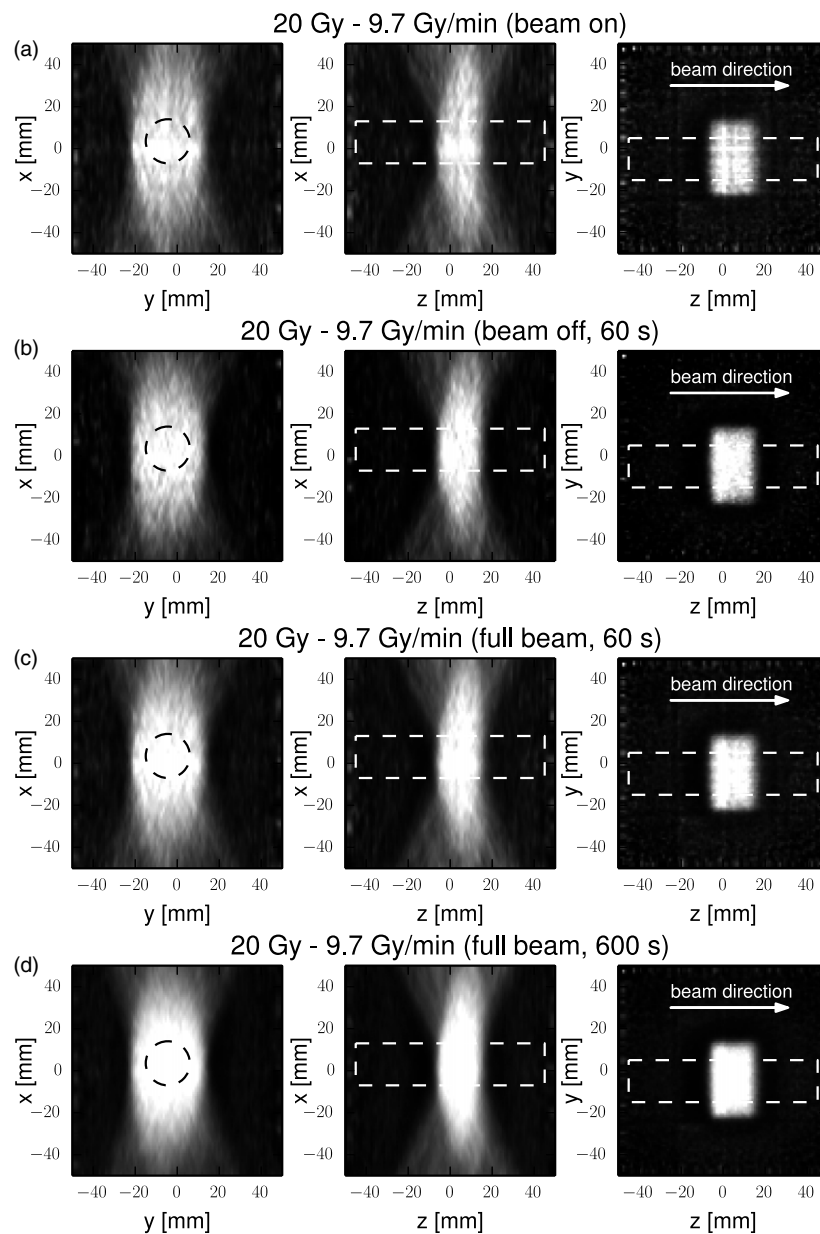 (a) 20 Gy - 9.7 Gy/min (beam on)
40 20 0 −20 −40
x [mm]
−40 −20 0 20 40
y [mm]
40 20 0 −20 −40
x [mm]
−40 −20 0 20 40
z [mm]
beam direction
40 20 0 −20 −40
y [mm]
−40 −20 0 20 40
z [mm]
(b) 20 Gy - 9.7 Gy/min (beam off, 60 s)
40 20 0 −20 −40
x [mm]
−40 −20 0 20 40
y [mm]
40 20 0 −20 −40
x [mm]
−40 −20 0 20 40
z [mm]
beam direction
40 20 0 −20 −40
y [mm]
−40 −20 0 20 40
z [mm]
(c) 20 Gy - 9.7 Gy/min (full beam, 60 s)
40 20 0 −20 −40
x [mm]
−40 −20 0 20 40
y [mm]
40 20 0 −20 −40
x [mm]
−40 −20 0 20 40
z [mm]
beam direction
40 20 0 −20 −40
y [mm]
−40 −20 0 20 40
z [mm]
(d) 20 Gy - 9.7 Gy/min (full beam, 600 s)
40 20 0 −20 −40
x [mm]
−40 −20 0 20 40
y [mm]
40 20 0 −20 −40
x [mm]
−40 −20 0 20 40
z [mm]
beam direction
40 20 0 −20 −40
y [mm]
−40 −20 0 20 40
z [mm]